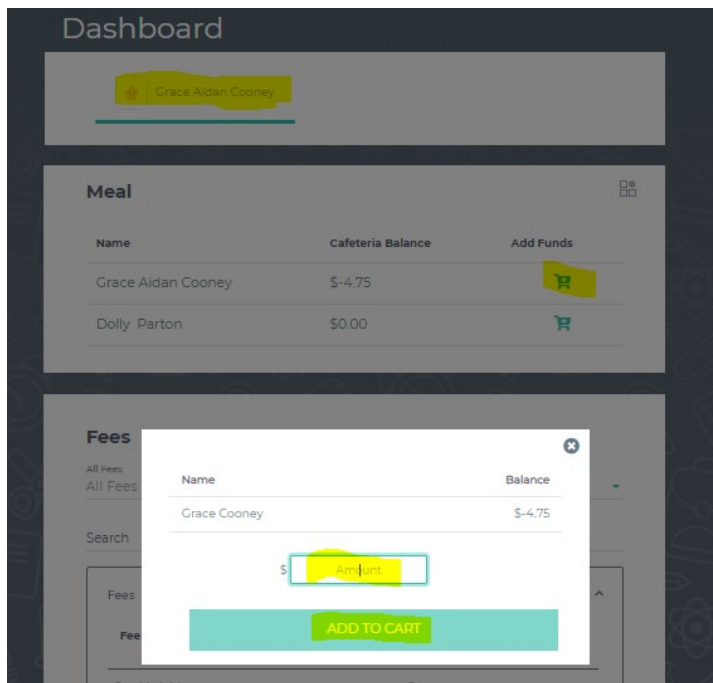 Dashboard
Grace Aidan Cooney
Meal
Name Cafeteria Balance Add Funds
Grace Aidan Cooney $-4.75
Dolly Parton $0.00
Fees
All Fees
All Fees
Search
Fees
Fee
Name Balance
Grace Cooney $-4.75
$ Amount
ADD TO CART